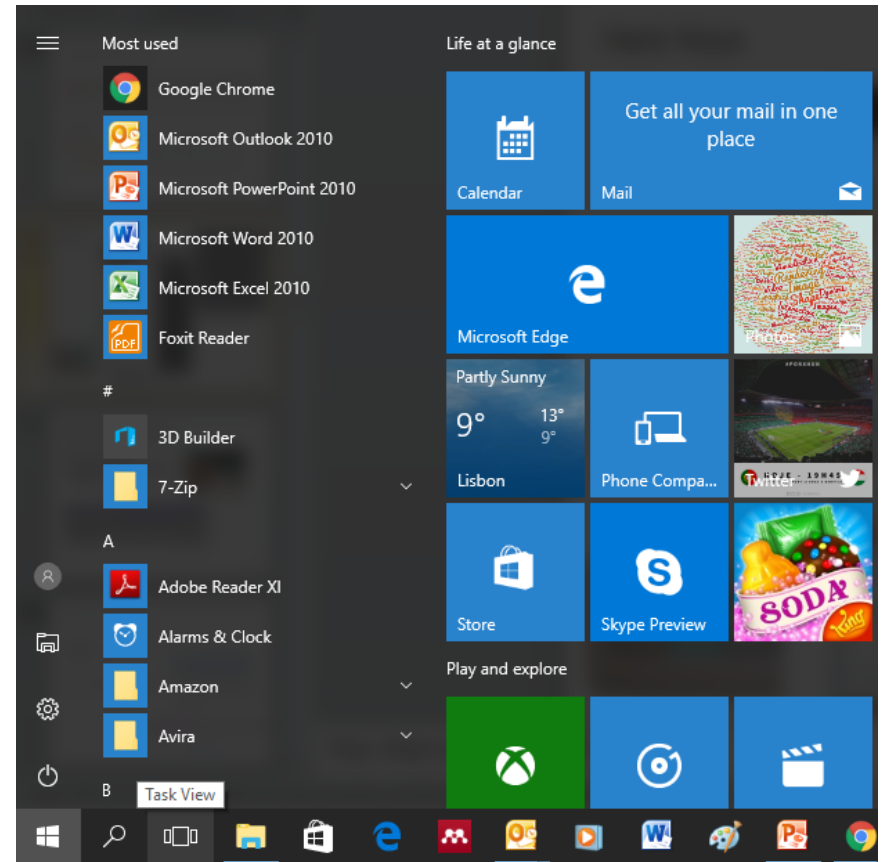 Most used
Google Chrome
Microsoft Outlook 2010
Microsoft PowerPoint 2010
Microsoft Word 2010
Microsoft Excel 2010
Foxit Reader
#
3D Builder
7-Zip
A
Adobe Reader XI
Alarms & Clock
Amazon
Avira
B
Task View
Life at a glance
Calendar
Get all your mail in one
place
Mail
Microsoft Edge
Photos
Partly Sunny
9° 13°
9°
Lisbon
Phone Compa...
HOJE - 19H45
Twitter
Store
Skype Preview
SODA
King
Play and explore